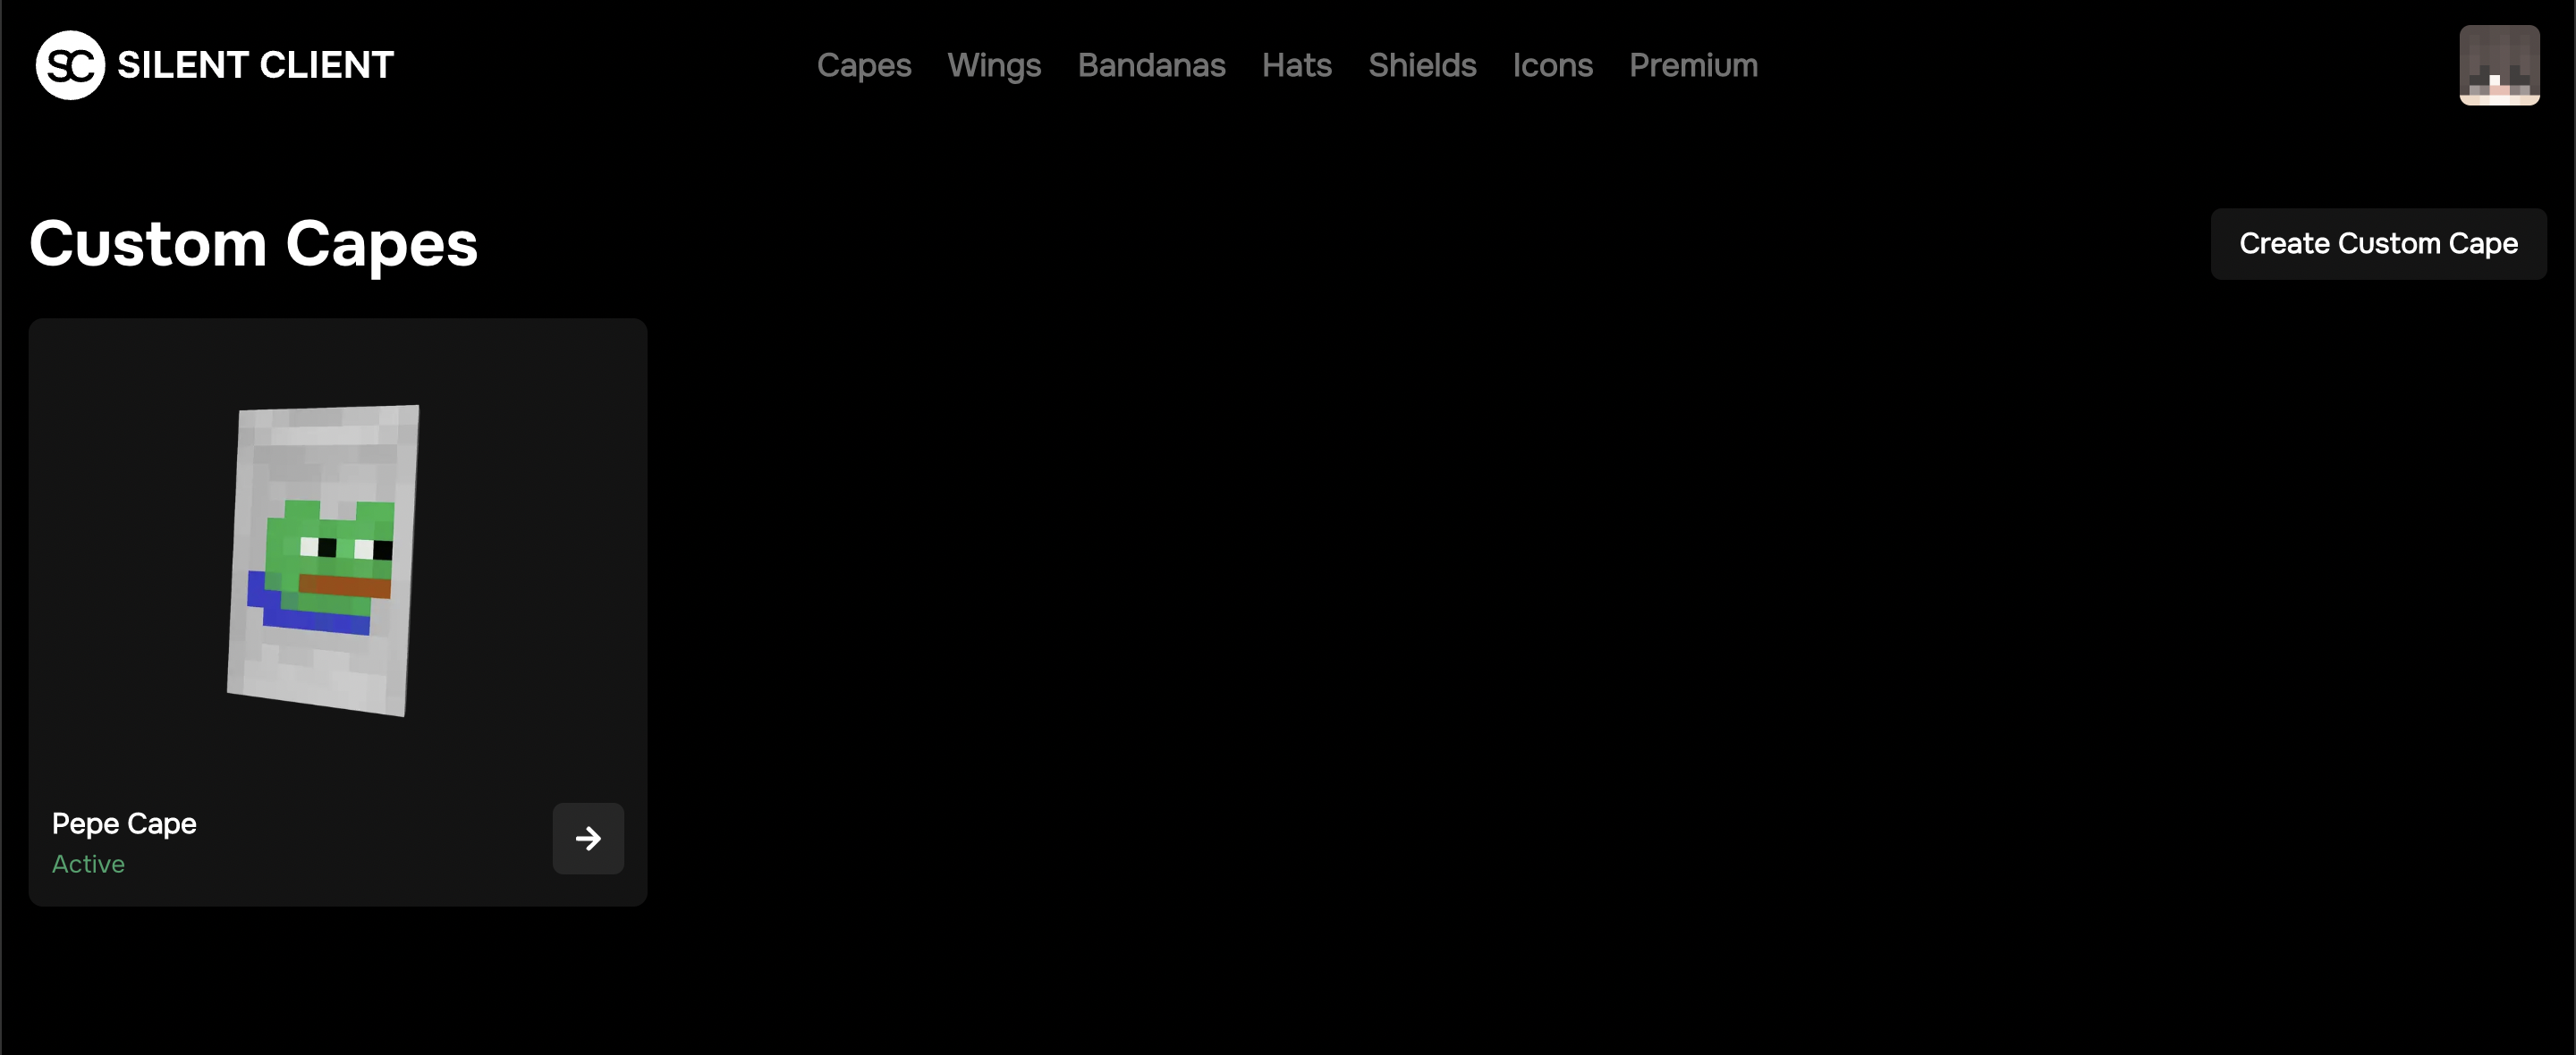 SC SILENT CLIENT
Capes Wings Bandanas Hats Shields Icons Premium
Custom Capes
Create Custom Cape
Pepe Cape
Active